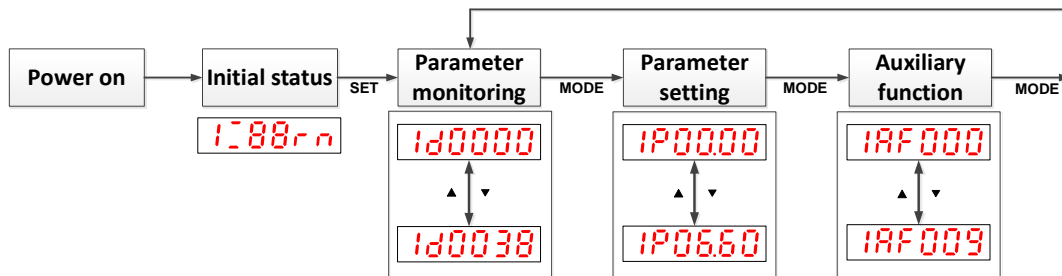 Power on
Initial status
SET
Parameter
monitoring
MODE
Parameter
setting
MODE
Auxiliary
function
MODE
1d0000
1P00.00
1AF000
▲ ▼
▲ ▼
▲ ▼
1d0038
1P06.60
1AF009